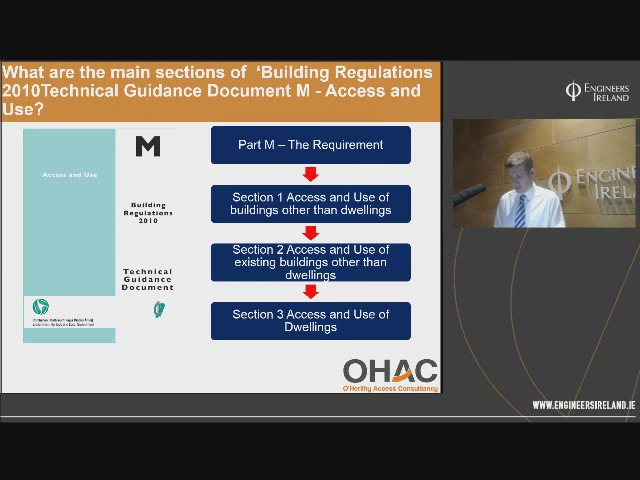 What are the main sections of ‘Building Regulations
2010Technical Guidance Document M - Access and
Use?
M
Access and Use
Building
Regulations
2010
Technical
Guidance
Document
Part M – The Requirement
Section 1 Access and Use of
buildings other than dwellings
Section 2 Access and Use of
existing buildings other than
dwellings
Section 3 Access and Use of
Dwellings
OHAC
O'Herlihy Access Consultancy
ENGINEERS
IRELAND
ENGINE
IREL
WWW.ENGINEERSIRELAND.IE